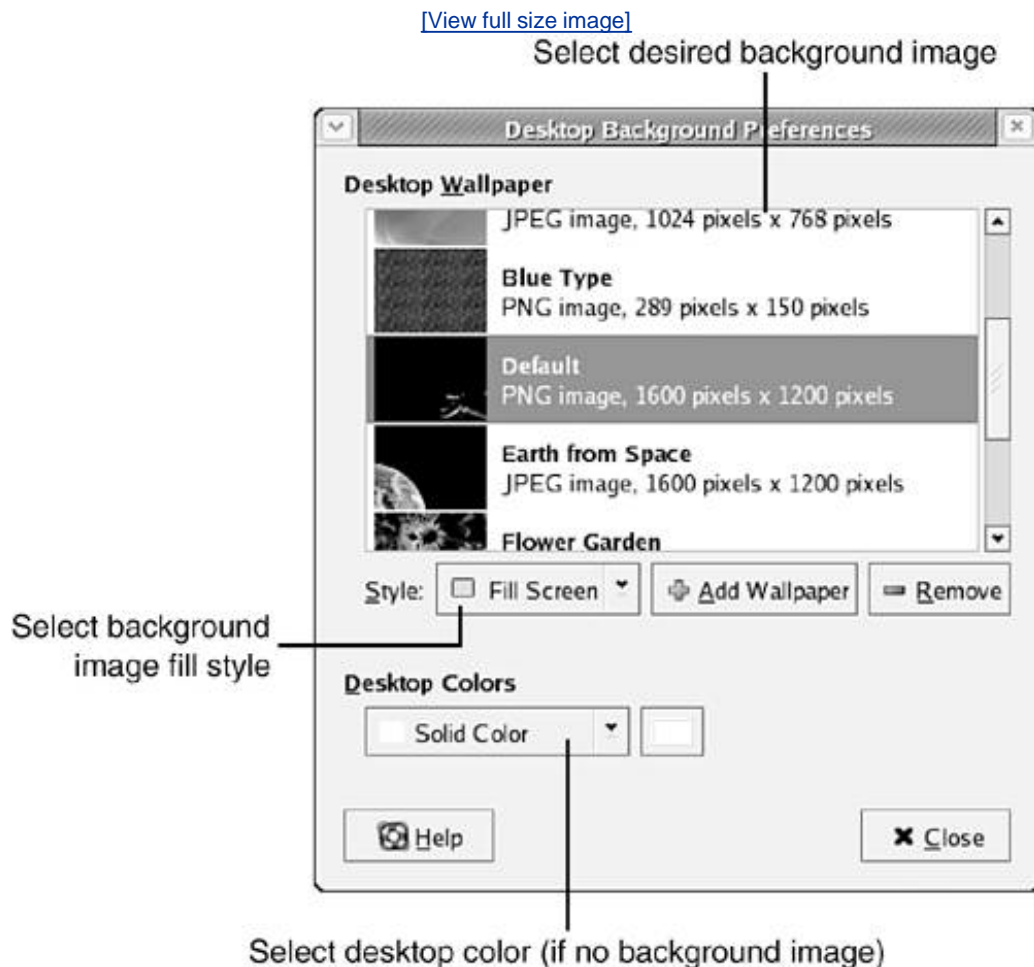 [View full size image]
Select desired background image
Desktop Background Preferences
Desktop Wallpaper
JPEG image, 1024 pixels x 768 pixels
Blue Type
PNG image, 289 pixels x 150 pixels
Default
PNG image, 1600 pixels x 1200 pixels
Earth from Space
JPEG image, 1600 pixels x 1200 pixels
Flower Garden
Style: Fill Screen Add Wallpaper Remove
Select background
image fill style
Desktop Colors
Solid Color
Help Close
Select desktop color (if no background image)